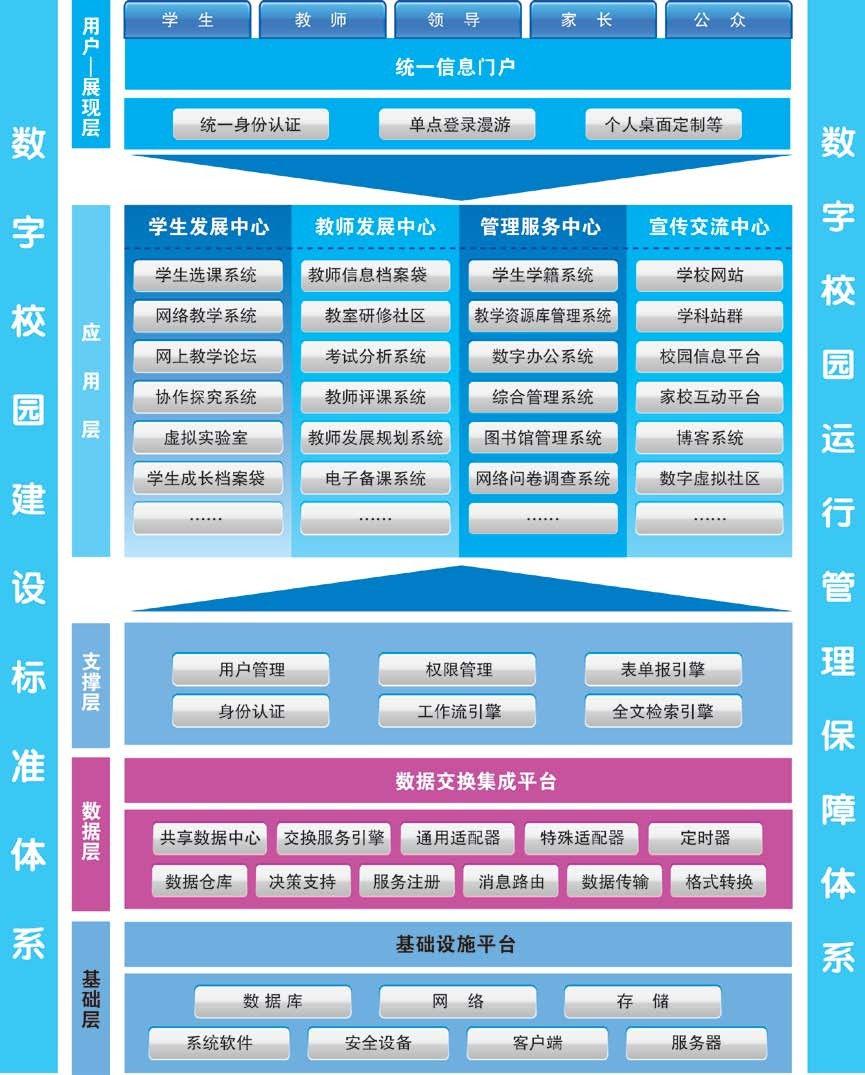 数字校园建设标准体系
用户—展现层
学 生
教 师
领 导
家 长
公 众
统一信息门户
统一身份认证
单点登录漫游
个人桌面定制等
应用层
学生发展中心
学生选课系统
网络教学系统
网上教学论坛
协作探究系统
虚拟实验室
学生成长档案袋
……
教师发展中心
教师信息档案袋
教室研修社区
考试分析系统
教师评课系统
教师发展规划系统
电子备课系统
……
管理服务中心
学生学籍系统
教学资源库管理系统
数字办公系统
综合管理系统
图书馆管理系统
网络问卷调查系统
……
宣传交流中心
学校网站
学科站群
校园信息平台
家校互动平台
博客系统
数字虚拟社区
……
支撑层
用户管理
权限管理
表单报引擎
身份认证
工作流引擎
全文检索引擎
数据层
数据交换集成平台
共享数据中心
交换服务引擎
通用适配器
特殊适配器
定时器
数据仓库
决策支持
服务注册
消息路由
数据传输
格式转换
基础层
基础设施平台
数 据 库
网 络
存 储
系统软件
安全设备
客户端
服务器
数字校园运行管理保障体系